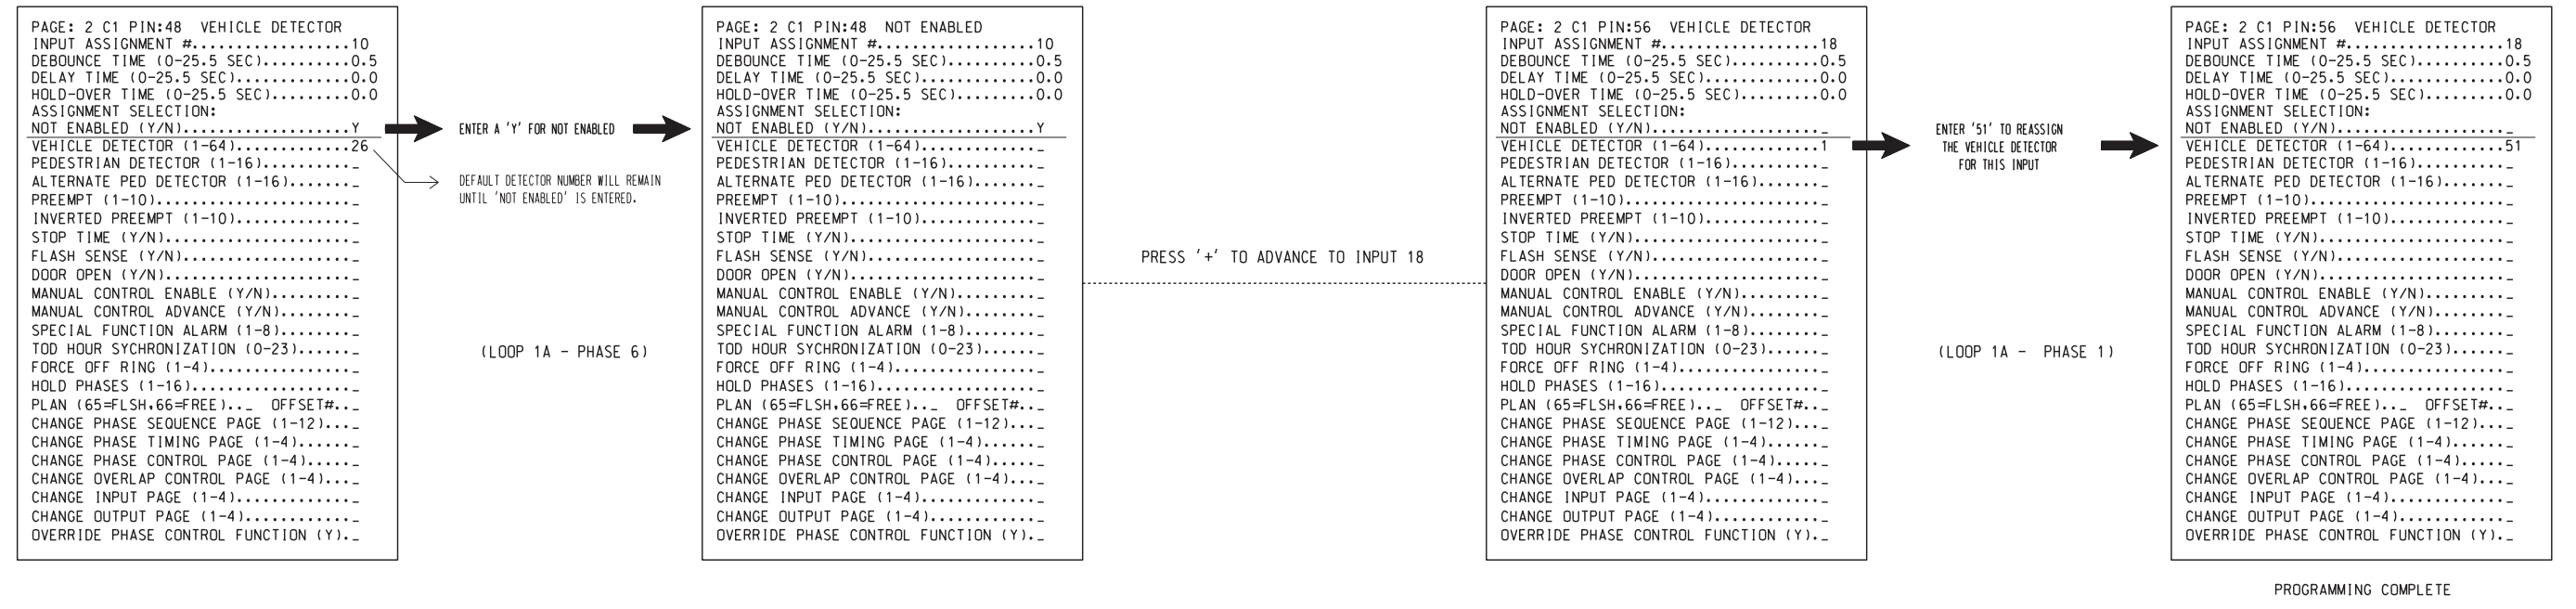 PAGE: 2 C1 PIN:48 VEHICLE DETECTOR
INPUT ASSIGNMENT #...................10
DEBOUNCE TIME (0-25.5 SEC)..........0.5
DELAY TIME (0-25.5 SEC).............0.0
HOLD-OVER TIME (0-25.5 SEC).........0.0
ASSIGNMENT SELECTION:
NOT ENABLED (Y/N)...................Y
VEHICLE DETECTOR (1-64).............26
PEDESTRIAN DETECTOR (1-16).........._
ALTERNATE PED DETECTOR (1-16)......._
PREEMPT (1-10)......................_
INVERTED PREEMPT (1-10)............._
STOP TIME (Y/N)....................._
FLASH SENSE (Y/N)..................._
DOOR OPEN (Y/N)....................._
MANUAL CONTROL ENABLE (Y/N)........._
MANUAL CONTROL ADVANCE (Y/N)........_
SPECIAL FUNCTION ALARM (1-8)........_
TOD HOUR SYCHRONIZATION (0-23)......_
FORCE OFF RING (1-4)................_
HOLD PHASES (1-16).................._
PLAN (65=FLSH,66=FREE).._ OFFSET#.._
CHANGE PHASE SEQUENCE PAGE (1-12)..._
CHANGE PHASE TIMING PAGE (1-4)......_
CHANGE PHASE CONTROL PAGE (1-4)....._
CHANGE OVERLAP CONTROL PAGE (1-4)..._
CHANGE INPUT PAGE (1-4)............._
CHANGE OUTPUT PAGE (1-4)............_
OVERRIDE PHASE CONTROL FUNCTION (Y)._
ENTER A 'Y' FOR NOT ENABLED
DEFAULT DETECTOR NUMBER WILL REMAIN
UNTIL 'NOT ENABLED' IS ENTERED.
(LOOP 1A - PHASE 6)
PAGE: 2 C1 PIN:48 NOT ENABLED
INPUT ASSIGNMENT #...................10
DEBOUNCE TIME (0-25.5 SEC)..........0.5
DELAY TIME (0-25.5 SEC).............0.0
HOLD-OVER TIME (0-25.5 SEC).........0.0
ASSIGNMENT SELECTION:
NOT ENABLED (Y/N)...................Y
VEHICLE DETECTOR (1-64)............._
PEDESTRIAN DETECTOR (1-16).........._
ALTERNATE PED DETECTOR (1-16)......._
PREEMPT (1-10)......................_
INVERTED PREEMPT (1-10)............._
STOP TIME (Y/N)....................._
FLASH SENSE (Y/N)..................._
DOOR OPEN (Y/N)....................._
MANUAL CONTROL ENABLE (Y/N)........._
MANUAL CONTROL ADVANCE (Y/N)........_
SPECIAL FUNCTION ALARM (1-8)........_
TOD HOUR SYCHRONIZATION (0-23)......_
FORCE OFF RING (1-4)................_
HOLD PHASES (1-16).................._
PLAN (65=FLSH,66=FREE).._ OFFSET#.._
CHANGE PHASE SEQUENCE PAGE (1-12)..._
CHANGE PHASE TIMING PAGE (1-4)......_
CHANGE PHASE CONTROL PAGE (1-4)....._
CHANGE OVERLAP CONTROL PAGE (1-4)..._
CHANGE INPUT PAGE (1-4)............._
CHANGE OUTPUT PAGE (1-4)............_
OVERRIDE PHASE CONTROL FUNCTION (Y)._
PRESS '+' TO ADVANCE TO INPUT 18
PAGE: 2 C1 PIN:56 VEHICLE DETECTOR
INPUT ASSIGNMENT #...................18
DEBOUNCE TIME (0-25.5 SEC)..........0.5
DELAY TIME (0-25.5 SEC).............0.0
HOLD-OVER TIME (0-25.5 SEC).........0.0
ASSIGNMENT SELECTION:
NOT ENABLED (Y/N)..................._
VEHICLE DETECTOR (1-64).............1
PEDESTRIAN DETECTOR (1-16).........._
ALTERNATE PED DETECTOR (1-16)......._
PREEMPT (1-10)......................_
INVERTED PREEMPT (1-10)............._
STOP TIME (Y/N)....................._
FLASH SENSE (Y/N)..................._
DOOR OPEN (Y/N)....................._
MANUAL CONTROL ENABLE (Y/N)........._
MANUAL CONTROL ADVANCE (Y/N)........_
SPECIAL FUNCTION ALARM (1-8)........_
TOD HOUR SYCHRONIZATION (0-23)......_
FORCE OFF RING (1-4)................_
HOLD PHASES (1-16).................._
PLAN (65=FLSH,66=FREE).._ OFFSET#.._
CHANGE PHASE SEQUENCE PAGE (1-12)..._
CHANGE PHASE TIMING PAGE (1-4)......_
CHANGE PHASE CONTROL PAGE (1-4)....._
CHANGE OVERLAP CONTROL PAGE (1-4)..._
CHANGE INPUT PAGE (1-4)............._
CHANGE OUTPUT PAGE (1-4)............_
OVERRIDE PHASE CONTROL FUNCTION (Y)._
ENTER '51' TO REASSIGN
THE VEHICLE DETECTOR
FOR THIS INPUT
(LOOP 1A - PHASE 1)
PAGE: 2 C1 PIN:56 VEHICLE DETECTOR
INPUT ASSIGNMENT #...................18
DEBOUNCE TIME (0-25.5 SEC)..........0.5
DELAY TIME (0-25.5 SEC).............0.0
HOLD-OVER TIME (0-25.5 SEC).........0.0
ASSIGNMENT SELECTION:
NOT ENABLED (Y/N)..................._
VEHICLE DETECTOR (1-64).............51
PEDESTRIAN DETECTOR (1-16).........._
ALTERNATE PED DETECTOR (1-16)......._
PREEMPT (1-10)......................_
INVERTED PREEMPT (1-10)............._
STOP TIME (Y/N)....................._
FLASH SENSE (Y/N)..................._
DOOR OPEN (Y/N)....................._
MANUAL CONTROL ENABLE (Y/N)........._
MANUAL CONTROL ADVANCE (Y/N)........_
SPECIAL FUNCTION ALARM (1-8)........_
TOD HOUR SYCHRONIZATION (0-23)......_
FORCE OFF RING (1-4)................_
HOLD PHASES (1-16).................._
PLAN (65=FLSH,66=FREE).._ OFFSET#.._
CHANGE PHASE SEQUENCE PAGE (1-12)..._
CHANGE PHASE TIMING PAGE (1-4)......_
CHANGE PHASE CONTROL PAGE (1-4)....._
CHANGE OVERLAP CONTROL PAGE (1-4)..._
CHANGE INPUT PAGE (1-4)............._
CHANGE OUTPUT PAGE (1-4)............_
OVERRIDE PHASE CONTROL FUNCTION (Y)._
PROGRAMMING COMPLETE